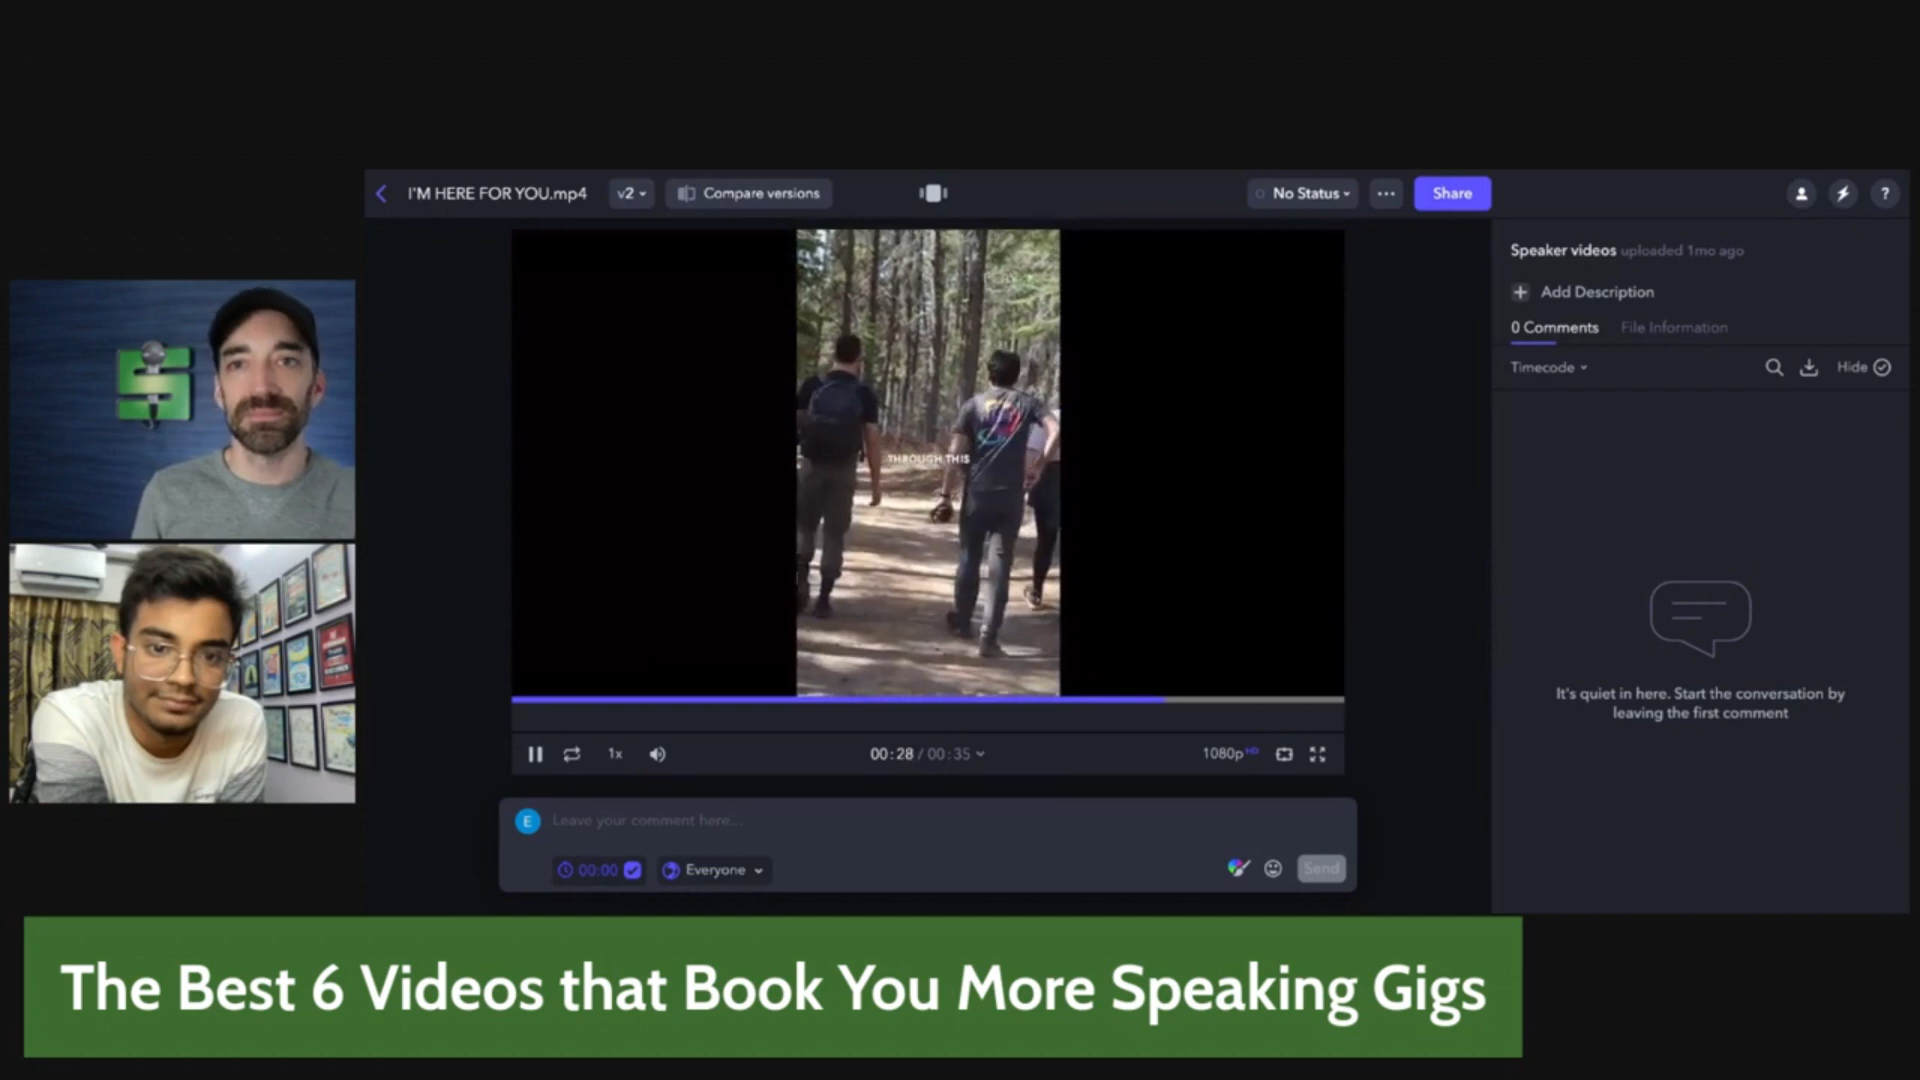 I'M HERE FOR YOU.mp4
v2
Compare versions
No Status
Share
?
Speaker videos uploaded 1mo ago
Add Description
0 Comments File Information
Timecode
Hide
THROUGH THIS
It's quiet in here. Start the conversation by
leaving the first comment
1x
00:28 / 00:35
1080p HD
E
Leave your comment here...
00:00
Everyone
Send
The Best 6 Videos that Book You More Speaking Gigs